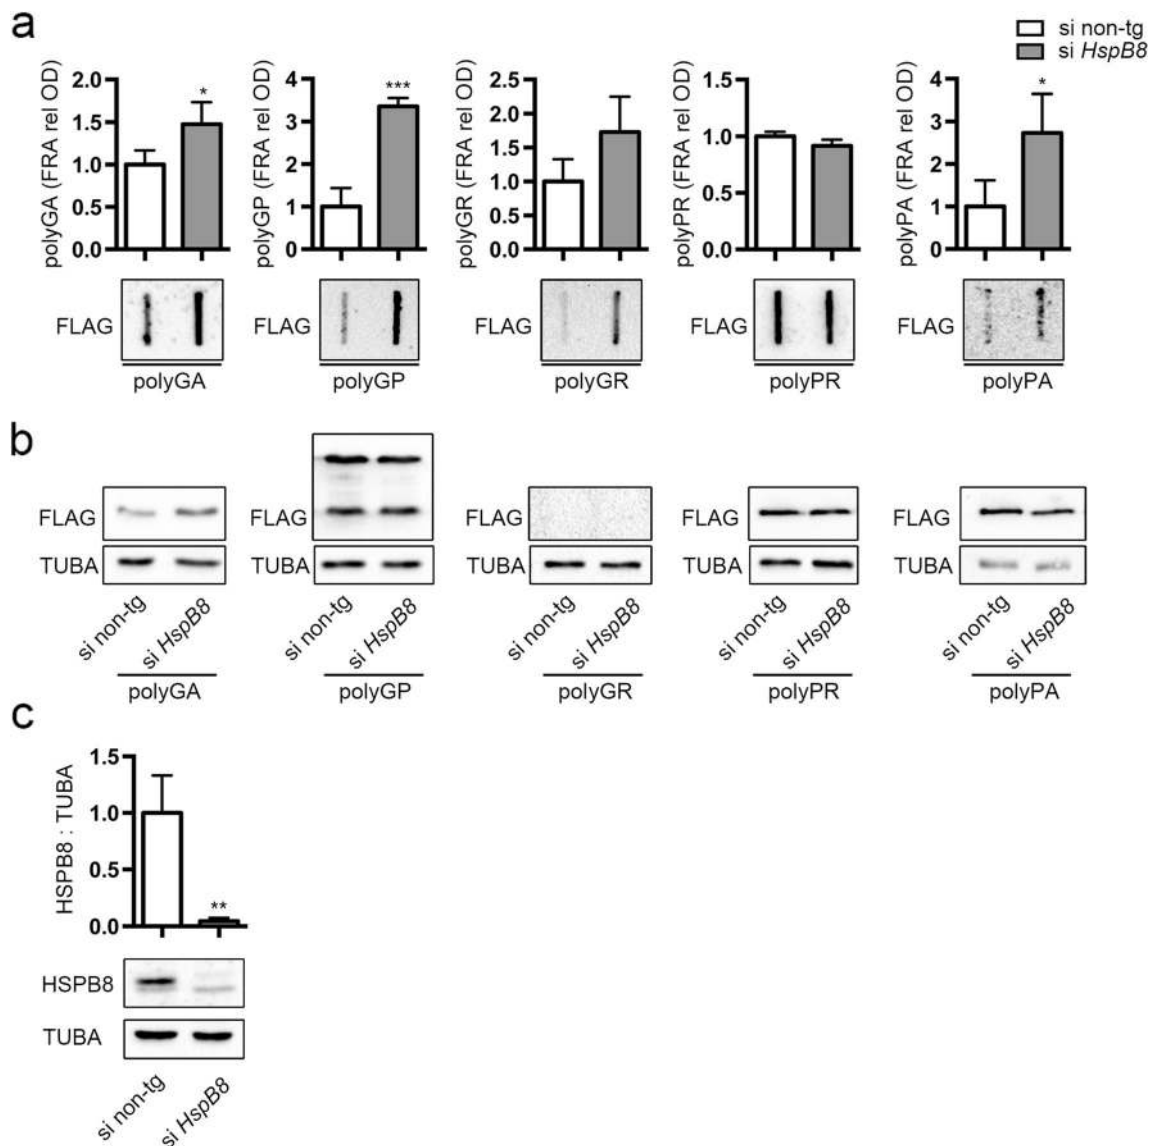 a
si non-tg
si HspB8
polyGA (FRA rel OD)
2.0
1.5
1.0
0.5
0.0
*
polyGP (FRA rel OD)
4
3
2
1
0
***
polyGR (FRA rel OD)
2.5
2.0
1.5
1.0
0.5
0.0
polyPR (FRA rel OD)
1.5
1.0
0.5
0.0
polyPA (FRA rel OD)
4
3
2
1
0
*
FLAG
FLAG
FLAG
FLAG
FLAG
polyGA
polyGP
polyGR
polyPR
polyPA
b
FLAG
FLAG
FLAG
FLAG
FLAG
TUBA
TUBA
TUBA
TUBA
TUBA
si non-tg
si HspB8
si non-tg
si HspB8
si non-tg
si HspB8
si non-tg
si HspB8
si non-tg
si HspB8
polyGA
polyGP
polyGR
polyPR
polyPA
c
HSPB8 : TUBA
1.5
1.0
0.5
0.0
**
HSPB8
TUBA
si non-tg
si HspB8